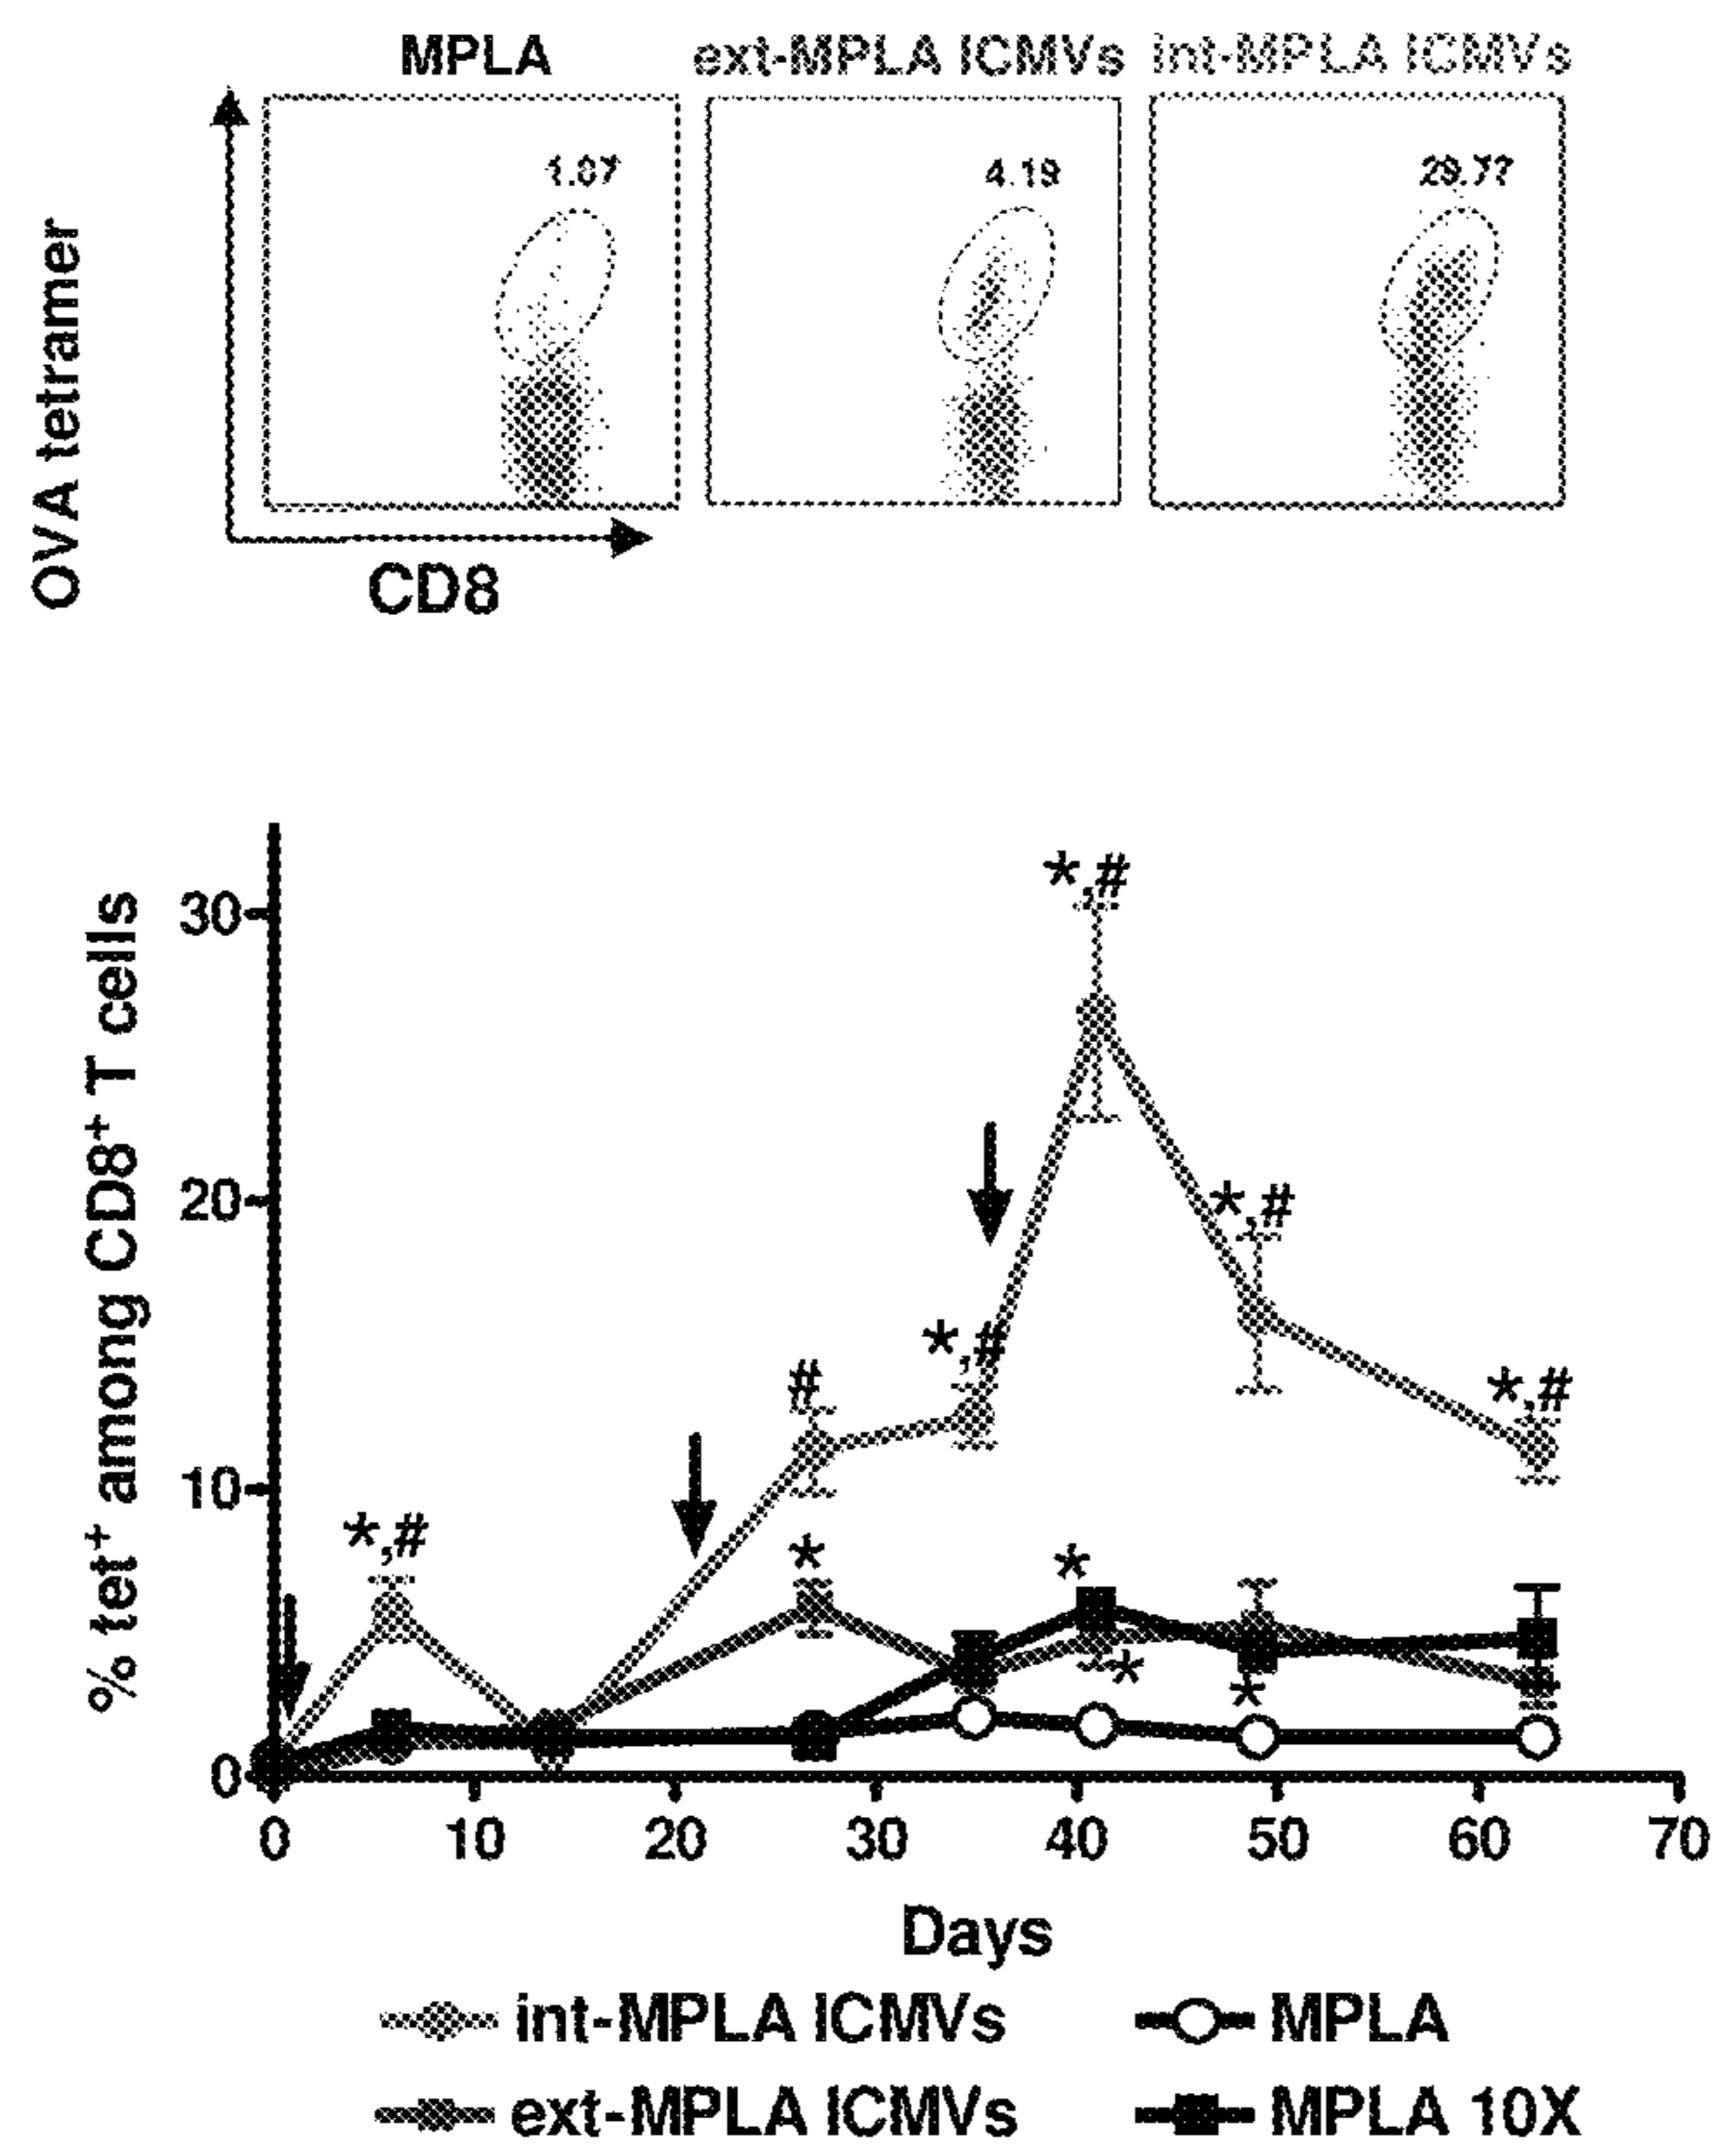 MPLA ext-MPLA ICMVs int-MPLA ICMVs
1.07 4.19 29.77
OVA tetramer
CD8
% tet+ among CD8+ T cells
30
20
10
0
*,#
#
*,#
*,#
*,#
*,#
*
*
*
*
0 10 20 30 40 50 60 70
Days
int-MPLA ICMVs MPLA
ext-MPLA ICMVs MPLA 10X